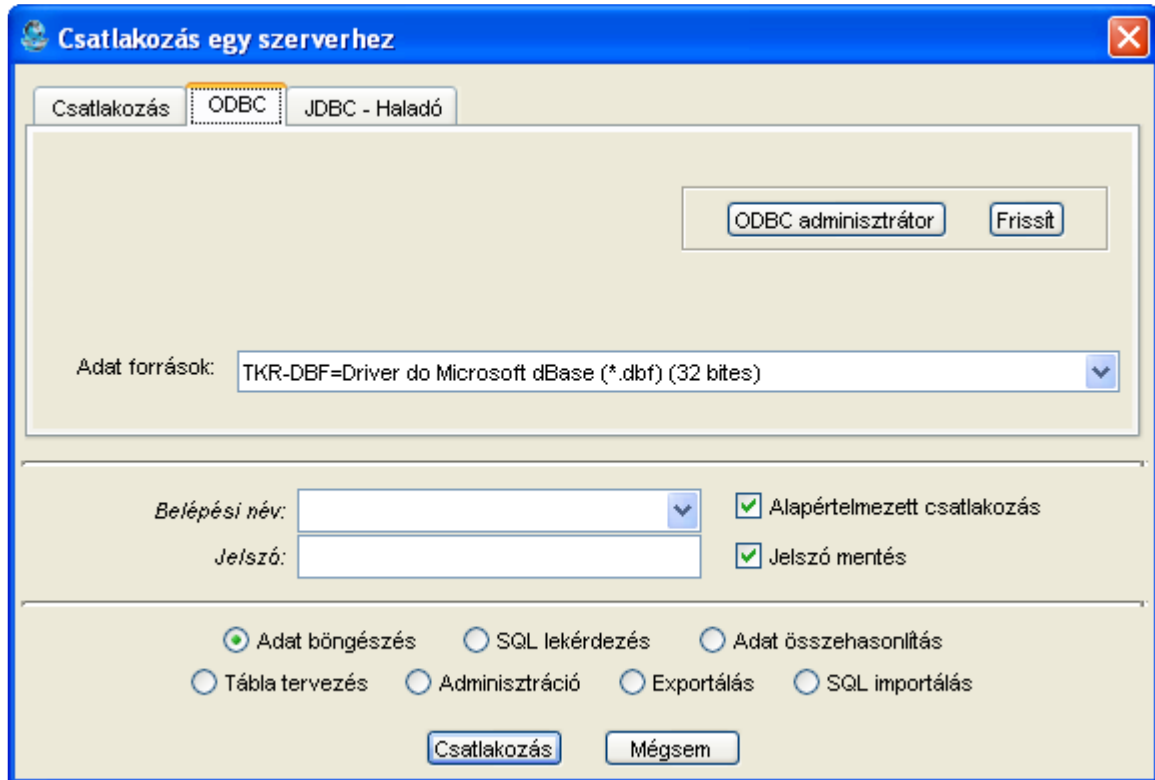 Csatlakozás egy szerverhez
Csatlakozás ODBC JDBC - Haladó
ODBC adminisztrátor Frissít
Adat források: TKR-DBF=Driver do Microsoft dBase (*.dbf) (32 bites)
Belépési név: Alapértelmezett csatlakozás
Jelszó: Jelszó mentés
Adat böngészés SQL lekérdezés Adat összehasonlítás
Tábla tervezés Adminisztráció Exportálás SQL importálás
Csatlakozás Mégsem